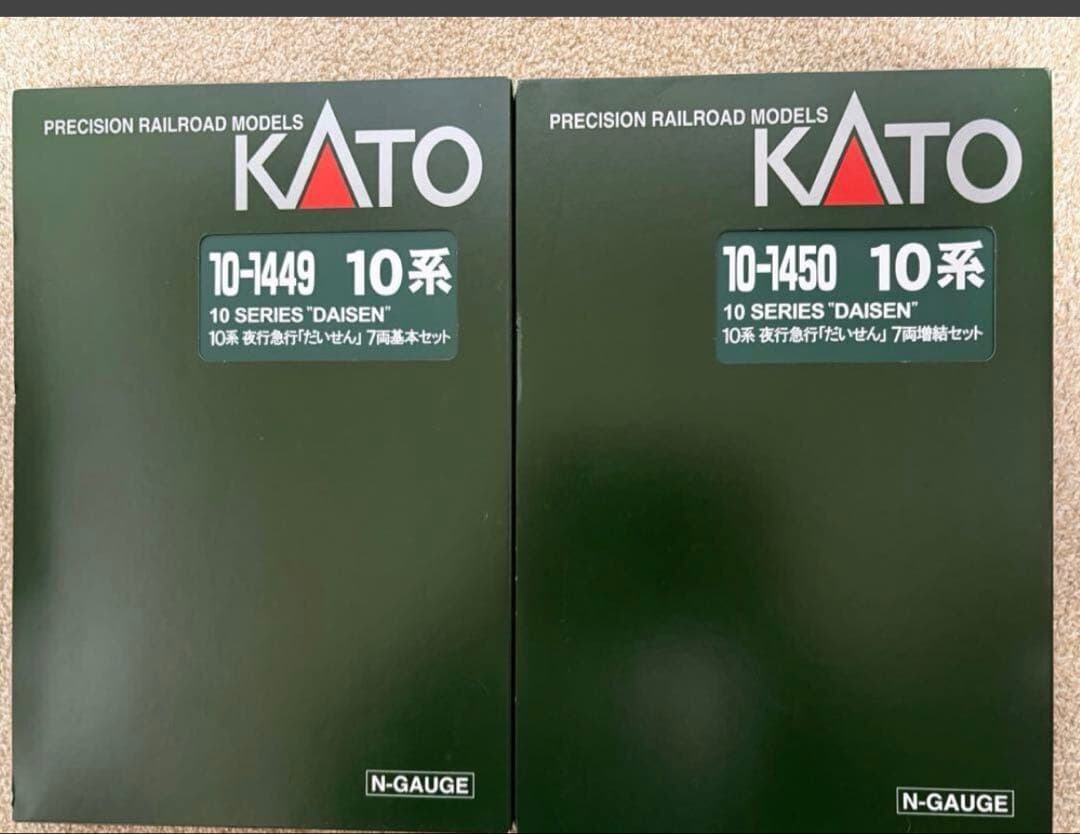 PRECISION RAILROAD MODELS
KATO
10-1449 10系
10 SERIES "DAISEN"
10系 夜行急行「だいせん」 7両基本セット
N-GAUGE
PRECISION RAILROAD MODELS
KATO
10-1450 10系
10 SERIES "DAISEN"
10系 夜行急行「だいせん」 7両増結セット
N-GAUGE